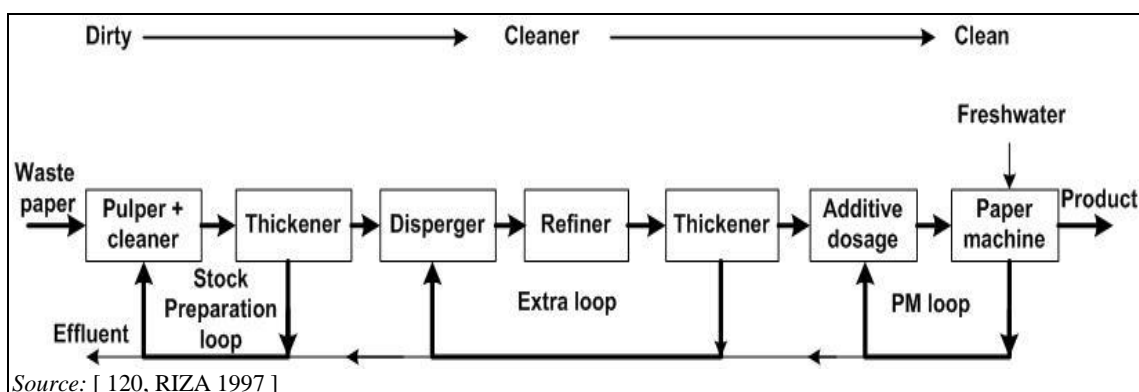 Dirty
Cleaner
Clean
Freshwater
Waste
paper
Pulper +
cleaner
Thickener
Disperger
Refiner
Thickener
Additive
dosage
Paper
machine
Product
Stock
Preparation
loop
Extra loop
PM loop
Effluent
Source: [ 120, RIZA 1997 ]